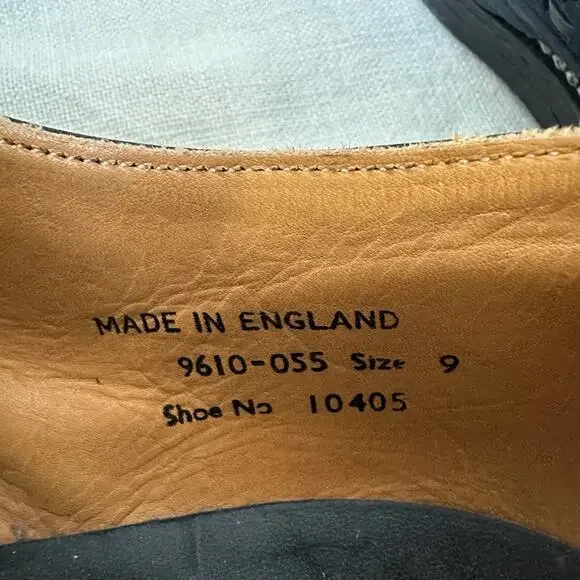 MADE IN ENGLAND
9610-055 Size 9
Shoe No 10405